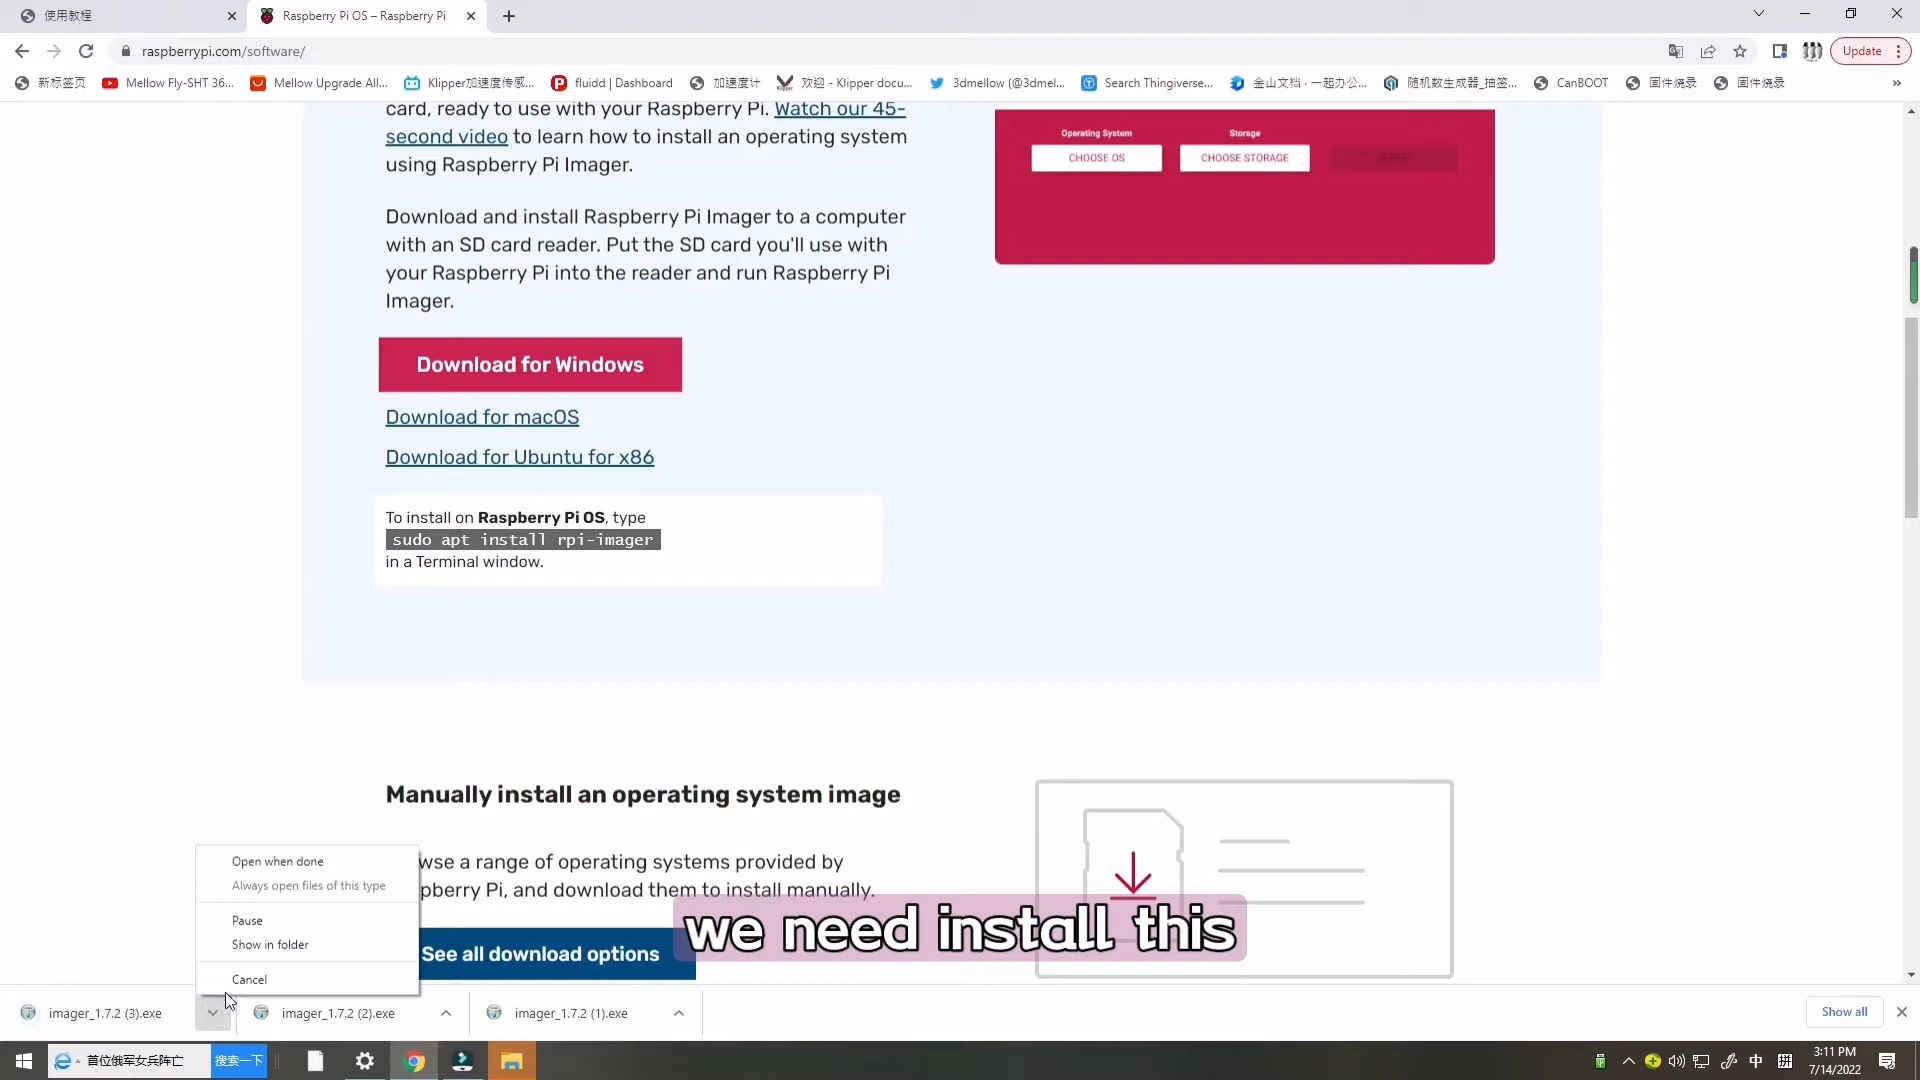 使用教程
Raspberry Pi OS – Raspberry Pi
raspberrypi.com/software/
Update
新标签页
Mellow Fly-SHT 36...
Mellow Upgrade All...
Klipper加速度传感...
fluidd | Dashboard
加速度计
欢迎 - Klipper docu...
3dmellow (@3dmel...
Search Thingiverse...
金山文档 · 一起办公...
随机数生成器_抽签...
CanBOOT
固件烧录
固件烧录
»
card, ready to use with your Raspberry Pi. Watch our 45-
second video to learn how to install an operating system
using Raspberry Pi Imager.
Operating System
Storage
CHOOSE OS
CHOOSE STORAGE
Download and install Raspberry Pi Imager to a computer
with an SD card reader. Put the SD card you'll use with
your Raspberry Pi into the reader and run Raspberry Pi
Imager.
Download for Windows
Download for macOS
Download for Ubuntu for x86
To install on Raspberry Pi OS, type
sudo apt install rpi-imager
in a Terminal window.
Manually install an operating system image
wse a range of operating systems provided by
pberry Pi, and download them to install manually.
See all download options
we need install this
Open when done
Always open files of this type
Pause
Show in folder
Cancel
imager_1.7.2 (3).exe
imager_1.7.2 (2).exe
imager_1.7.2 (1).exe
Show all
首位俄军女兵阵亡
搜索一下
中
拼
3:11 PM
7/14/2022